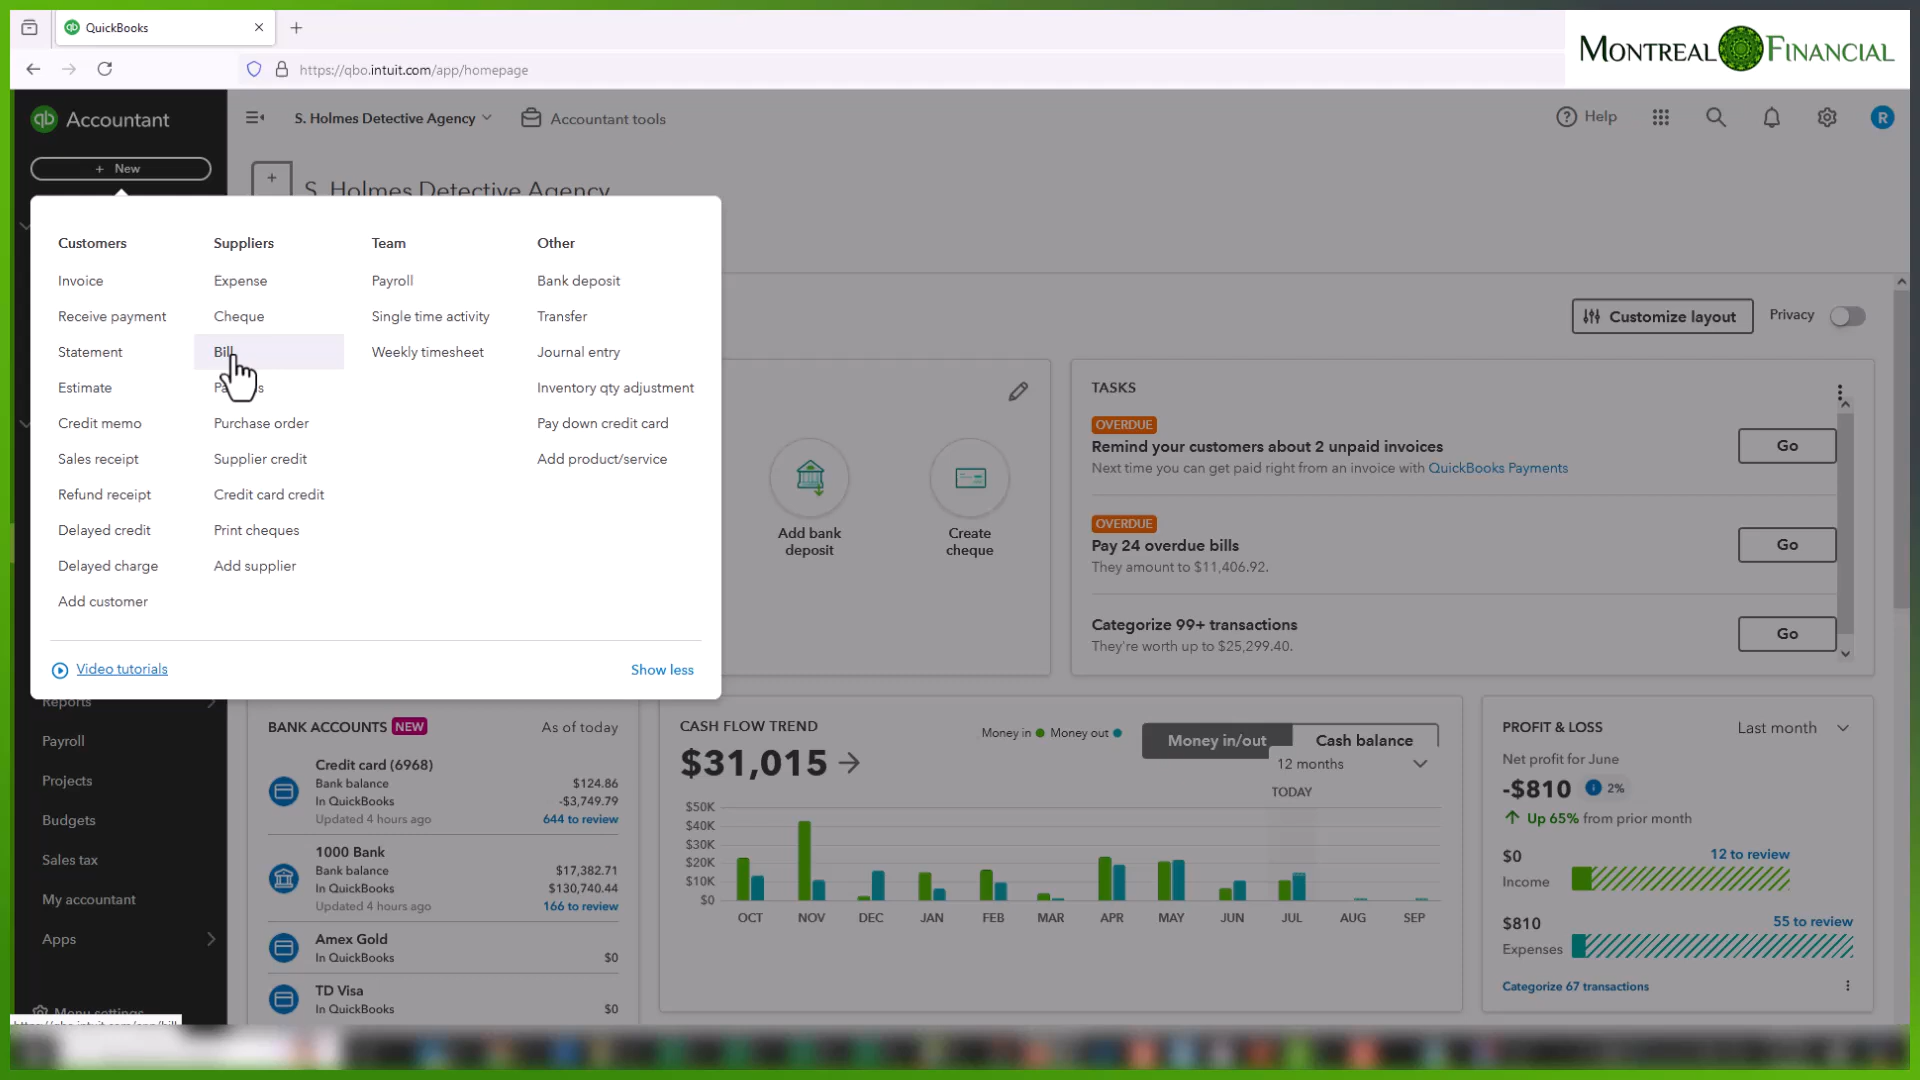 QuickBooks
https://qbo.intuit.com/app/homepage
MONTREAL FINANCIAL
qb Accountant
S. Holmes Detective Agency
Accountant tools
Help
R
+ New
S. Holmes Detective Agency
Customers
Invoice
Receive payment
Statement
Estimate
Credit memo
Sales receipt
Refund receipt
Delayed credit
Delayed charge
Add customer
Suppliers
Expense
Cheque
Bill
Purchase order
Supplier credit
Credit card credit
Print cheques
Add supplier
Team
Payroll
Single time activity
Weekly timesheet
Other
Bank deposit
Transfer
Journal entry
Inventory qty adjustment
Pay down credit card
Add product/service
Video tutorials
Show less
Customize layout
Privacy
Add bank
deposit
Create
cheque
TASKS
OVERDUE
Remind your customers about 2 unpaid invoices
Next time you can get paid right from an invoice with QuickBooks Payments
Go
OVERDUE
Pay 24 overdue bills
They amount to $11,406.92.
Go
Categorize 99+ transactions
They're worth up to $25,299.40.
Go
Reports
Payroll
Projects
Budgets
Sales tax
My accountant
Apps
Menu settings
BANK ACCOUNTS NEW
As of today
Credit card (6968)
Bank balance $124.86
In QuickBooks -$3,749.79
Updated 4 hours ago 644 to review
1000 Bank
Bank balance $17,382.71
In QuickBooks $130,740.44
Updated 4 hours ago 166 to review
Amex Gold
In QuickBooks $0
TD Visa
In QuickBooks $0
CASH FLOW TREND
$31,015
Money in Money out
Money in/out
Cash balance
12 months
TODAY
$50K
$40K
$30K
$20K
$10K
$0
OCT NOV DEC JAN FEB MAR APR MAY JUN JUL AUG SEP
PROFIT & LOSS
Last month
Net profit for June
-$810 2%
Up 65% from prior month
$0 12 to review
Income
$810 55 to review
Expenses
Categorize 67 transactions